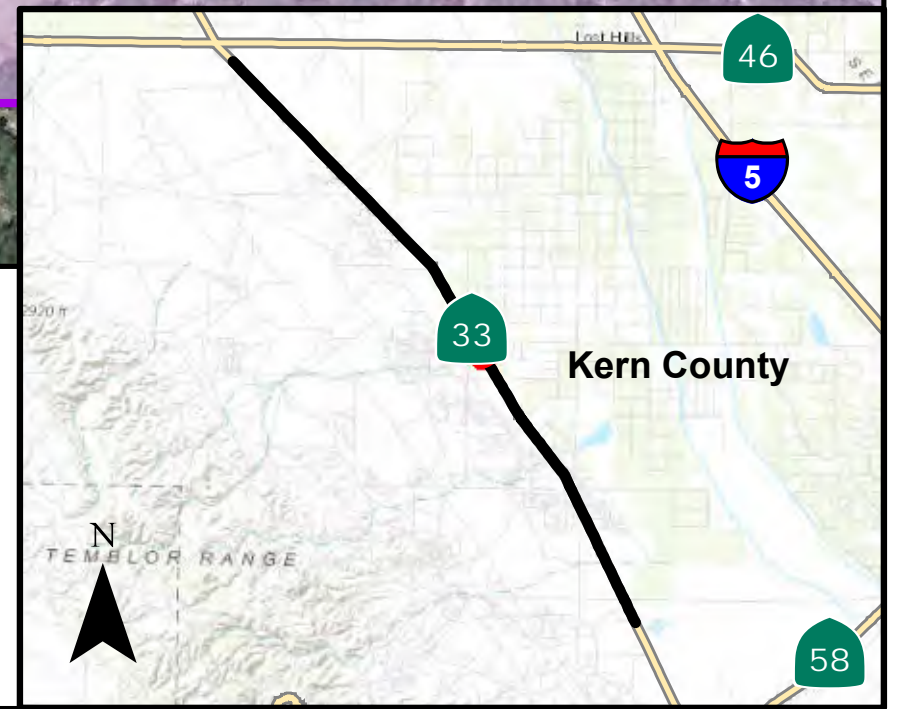 Lost Hills
46
S E
5
2920 ft
33
Kern County
N
TEMBLOR RANGE
58